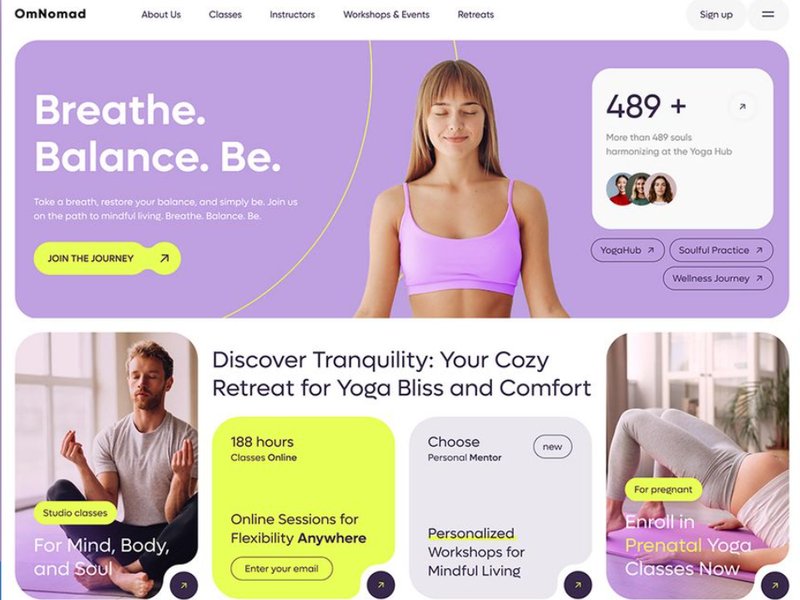 OmNomad
About Us
Classes
Instructors
Workshops & Events
Retreats
Sign up
Breathe.
Balance. Be.
Take a breath, restore your balance, and simply be. Join us
on the path to mindful living. Breathe. Balance. Be.
JOIN THE JOURNEY
489 +
More than 489 souls
harmonizing at the Yoga Hub
YogaHub
Soulful Practice
Wellness Journey
Studio classes
For Mind, Body,
and Soul
Discover Tranquility: Your Cozy
Retreat for Yoga Bliss and Comfort
188 hours
Classes Online
Online Sessions for
Flexibility Anywhere
Enter your email
Choose
Personal Mentor
new
Personalized
Workshops for
Mindful Living
For pregnant
Enroll in
Prenatal Yoga
Classes Now